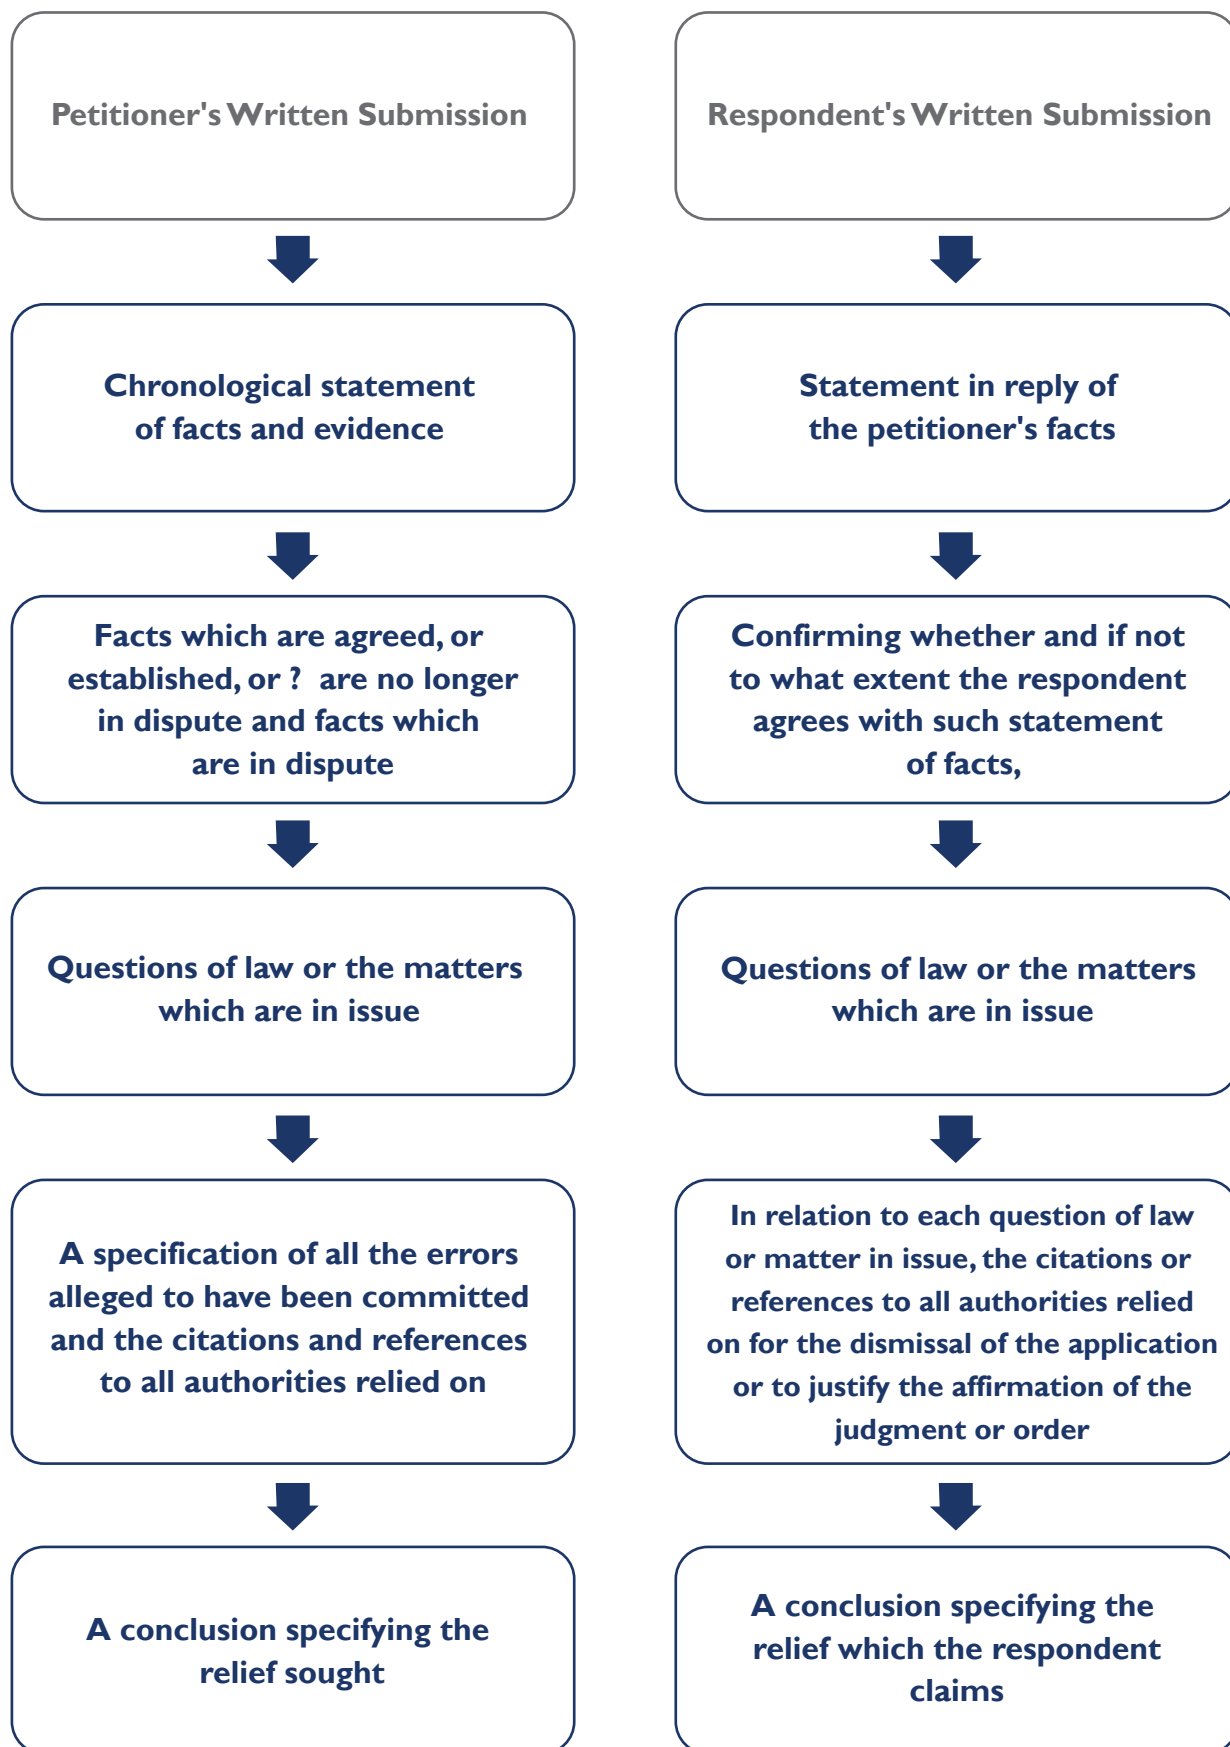 Petitioner's Written Submission
Chronological statement
of facts and evidence
Facts which are agreed, or
established, or ? are no longer
in dispute and facts which
are in dispute
Questions of law or the matters
which are in issue
A specification of all the errors
alleged to have been committed
and the citations and references
to all authorities relied on
A conclusion specifying the
relief sought
Respondent's Written Submission
Statement in reply of
the petitioner's facts
Confirming whether and if not
to what extent the respondent
agrees with such statement
of facts,
Questions of law or the matters
which are in issue
In relation to each question of law
or matter in issue, the citations or
references to all authorities relied
on for the dismissal of the application
or to justify the affirmation of the
judgment or order
A conclusion specifying the
relief which the respondent
claims